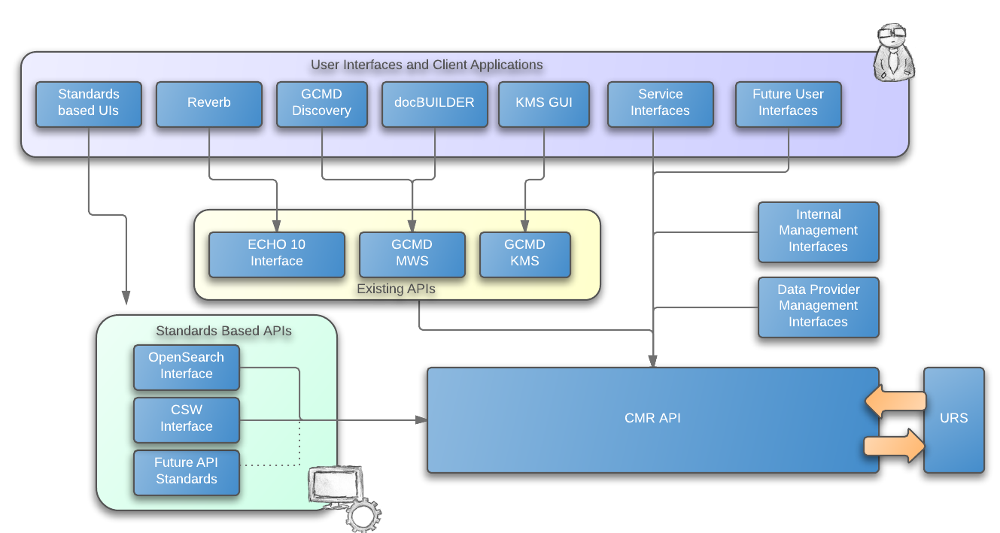 User Interfaces and Client Applications
Standards
based UIs
Reverb
GCMD
Discovery
docBUILDER
KMS GUI
Service
Interfaces
Future User
Interfaces
Internal
Management
Interfaces
ECHO 10
Interface
GCMD
MWS
GCMD
KMS
Existing APIs
Data Provider
Management
Interfaces
Standards Based APIs
OpenSearch
Interface
CSW
Interface
Future API
Standards
CMR API
URS